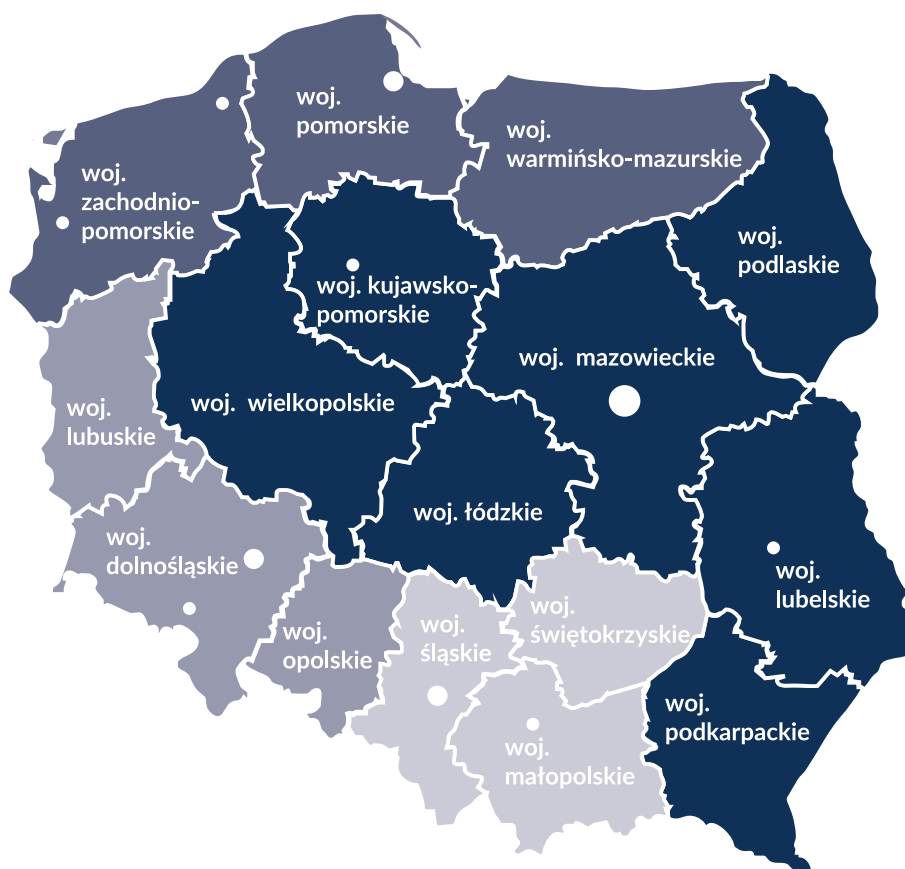 woj.
pomorskie
woj.
warmińsko-mazurskie
woj.
zachodnio-
pomorskie
woj.
podlaskie
woj. kujawsko-
pomorskie
woj. mazowieckie
woj. wielkopolskie
woj.
lubuskie
woj. łódzkie
woj.
dolnośląskie
woj.
lubelskie
woj.
świętokrzyskie
woj.
opolskie
woj.
śląskie
woj.
podkarpackie
woj.
małopolskie